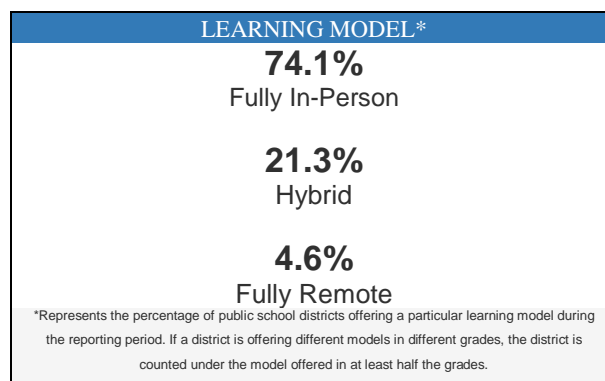 LEARNING MODEL*
74.1%
Fully In-Person
21.3%
Hybrid
4.6%
Fully Remote
*Represents the percentage of public school districts offering a particular learning model during
the reporting period. If a district is offering different models in different grades, the district is
counted under the model offered in at least half the grades.